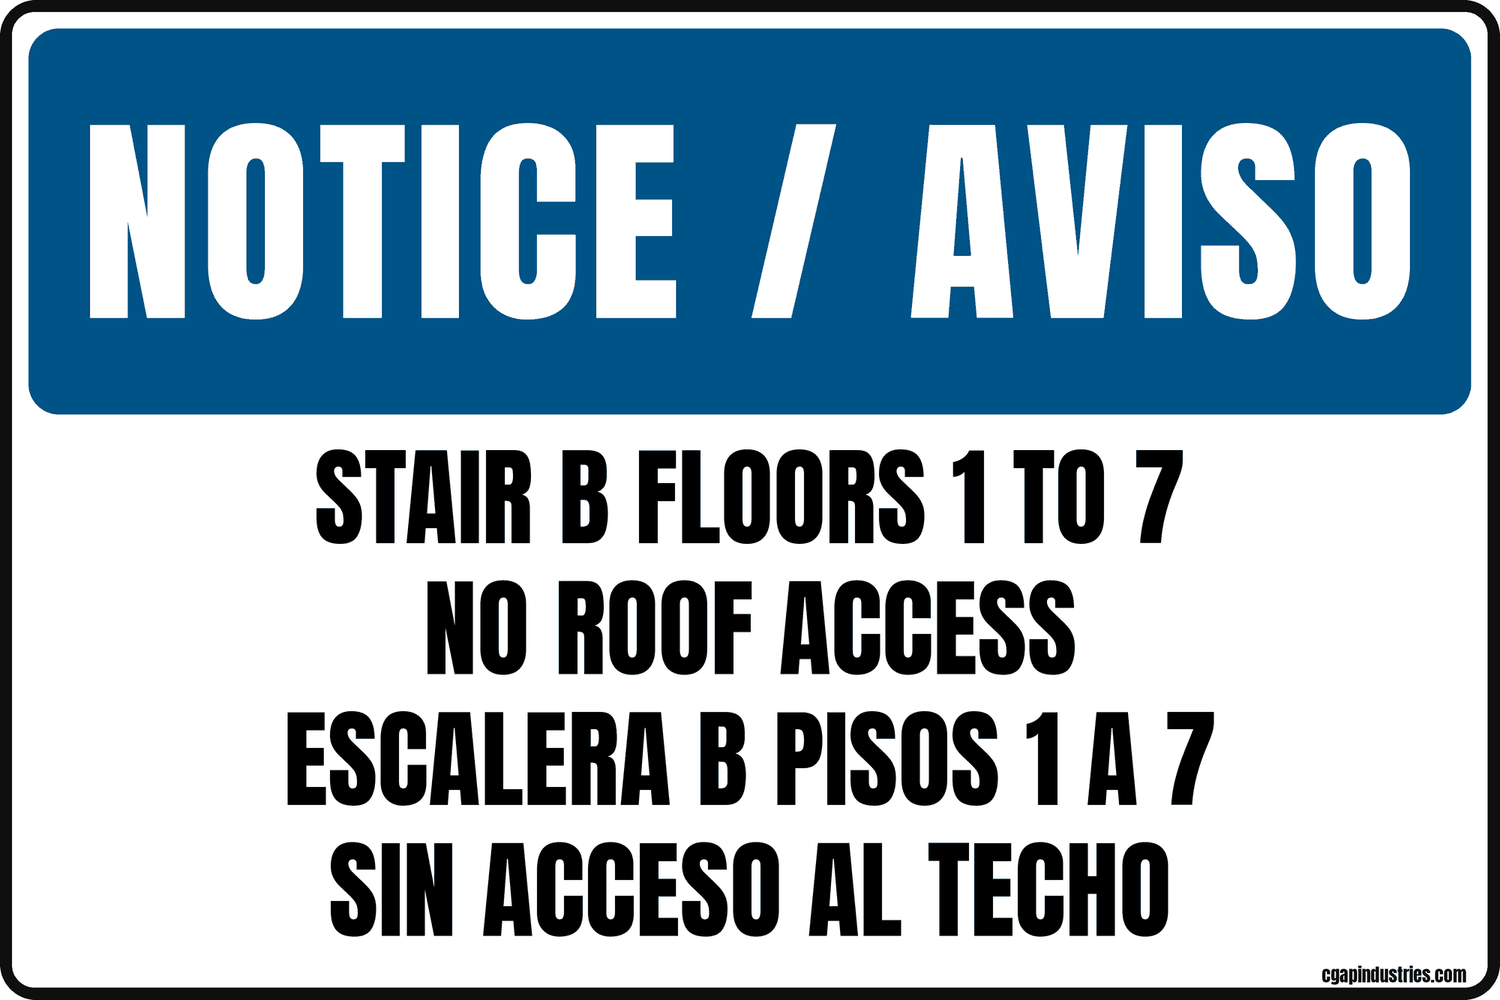 NOTICE / AVISO
STAIR B FLOORS 1 TO 7
NO ROOF ACCESS
ESCALERA B PISOS 1 A 7
SIN ACCESO AL TECHO
cgapindustries.com